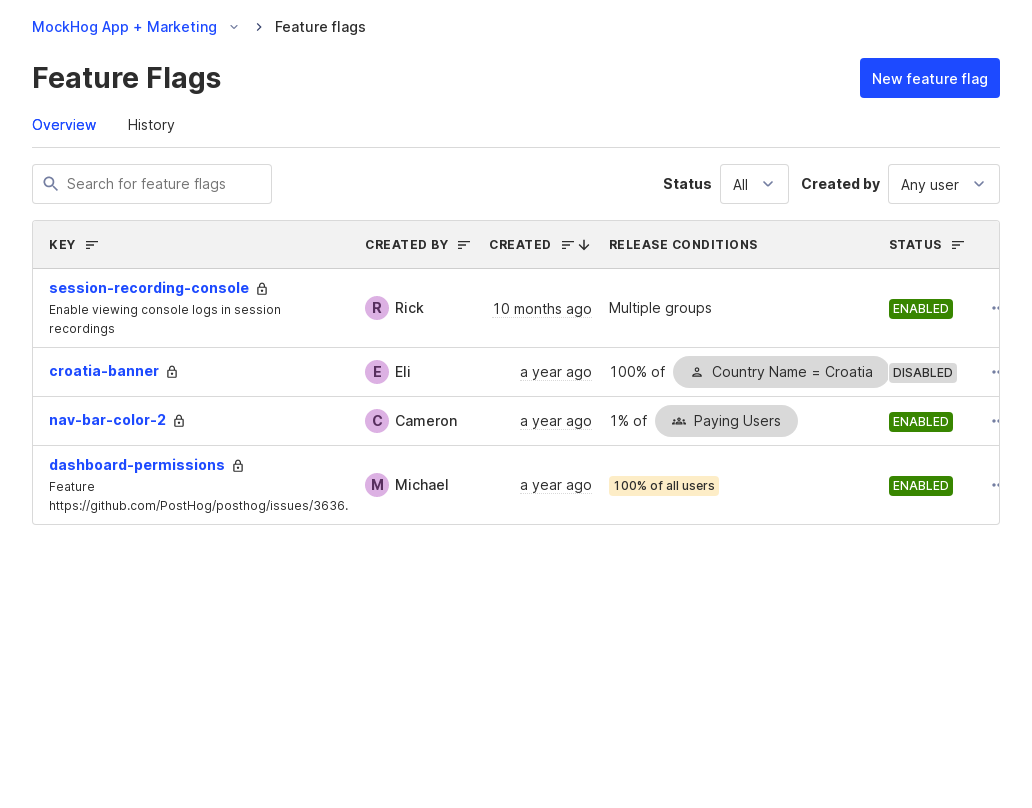 MockHog App + Marketing
Feature flags
Feature Flags
New feature flag
Overview
History
Search for feature flags
Status
All
Created by
Any user
KEY
CREATED BY
CREATED
RELEASE CONDITIONS
STATUS
session-recording-console
Enable viewing console logs in session
recordings
R
Rick
10 months ago
Multiple groups
ENABLED
croatia-banner
E
Eli
a year ago
100% of
Country Name = Croatia
DISABLED
nav-bar-color-2
C
Cameron
a year ago
1% of
Paying Users
ENABLED
dashboard-permissions
Feature
https://github.com/PostHog/posthog/issues/3636.
M
Michael
a year ago
100% of all users
ENABLED